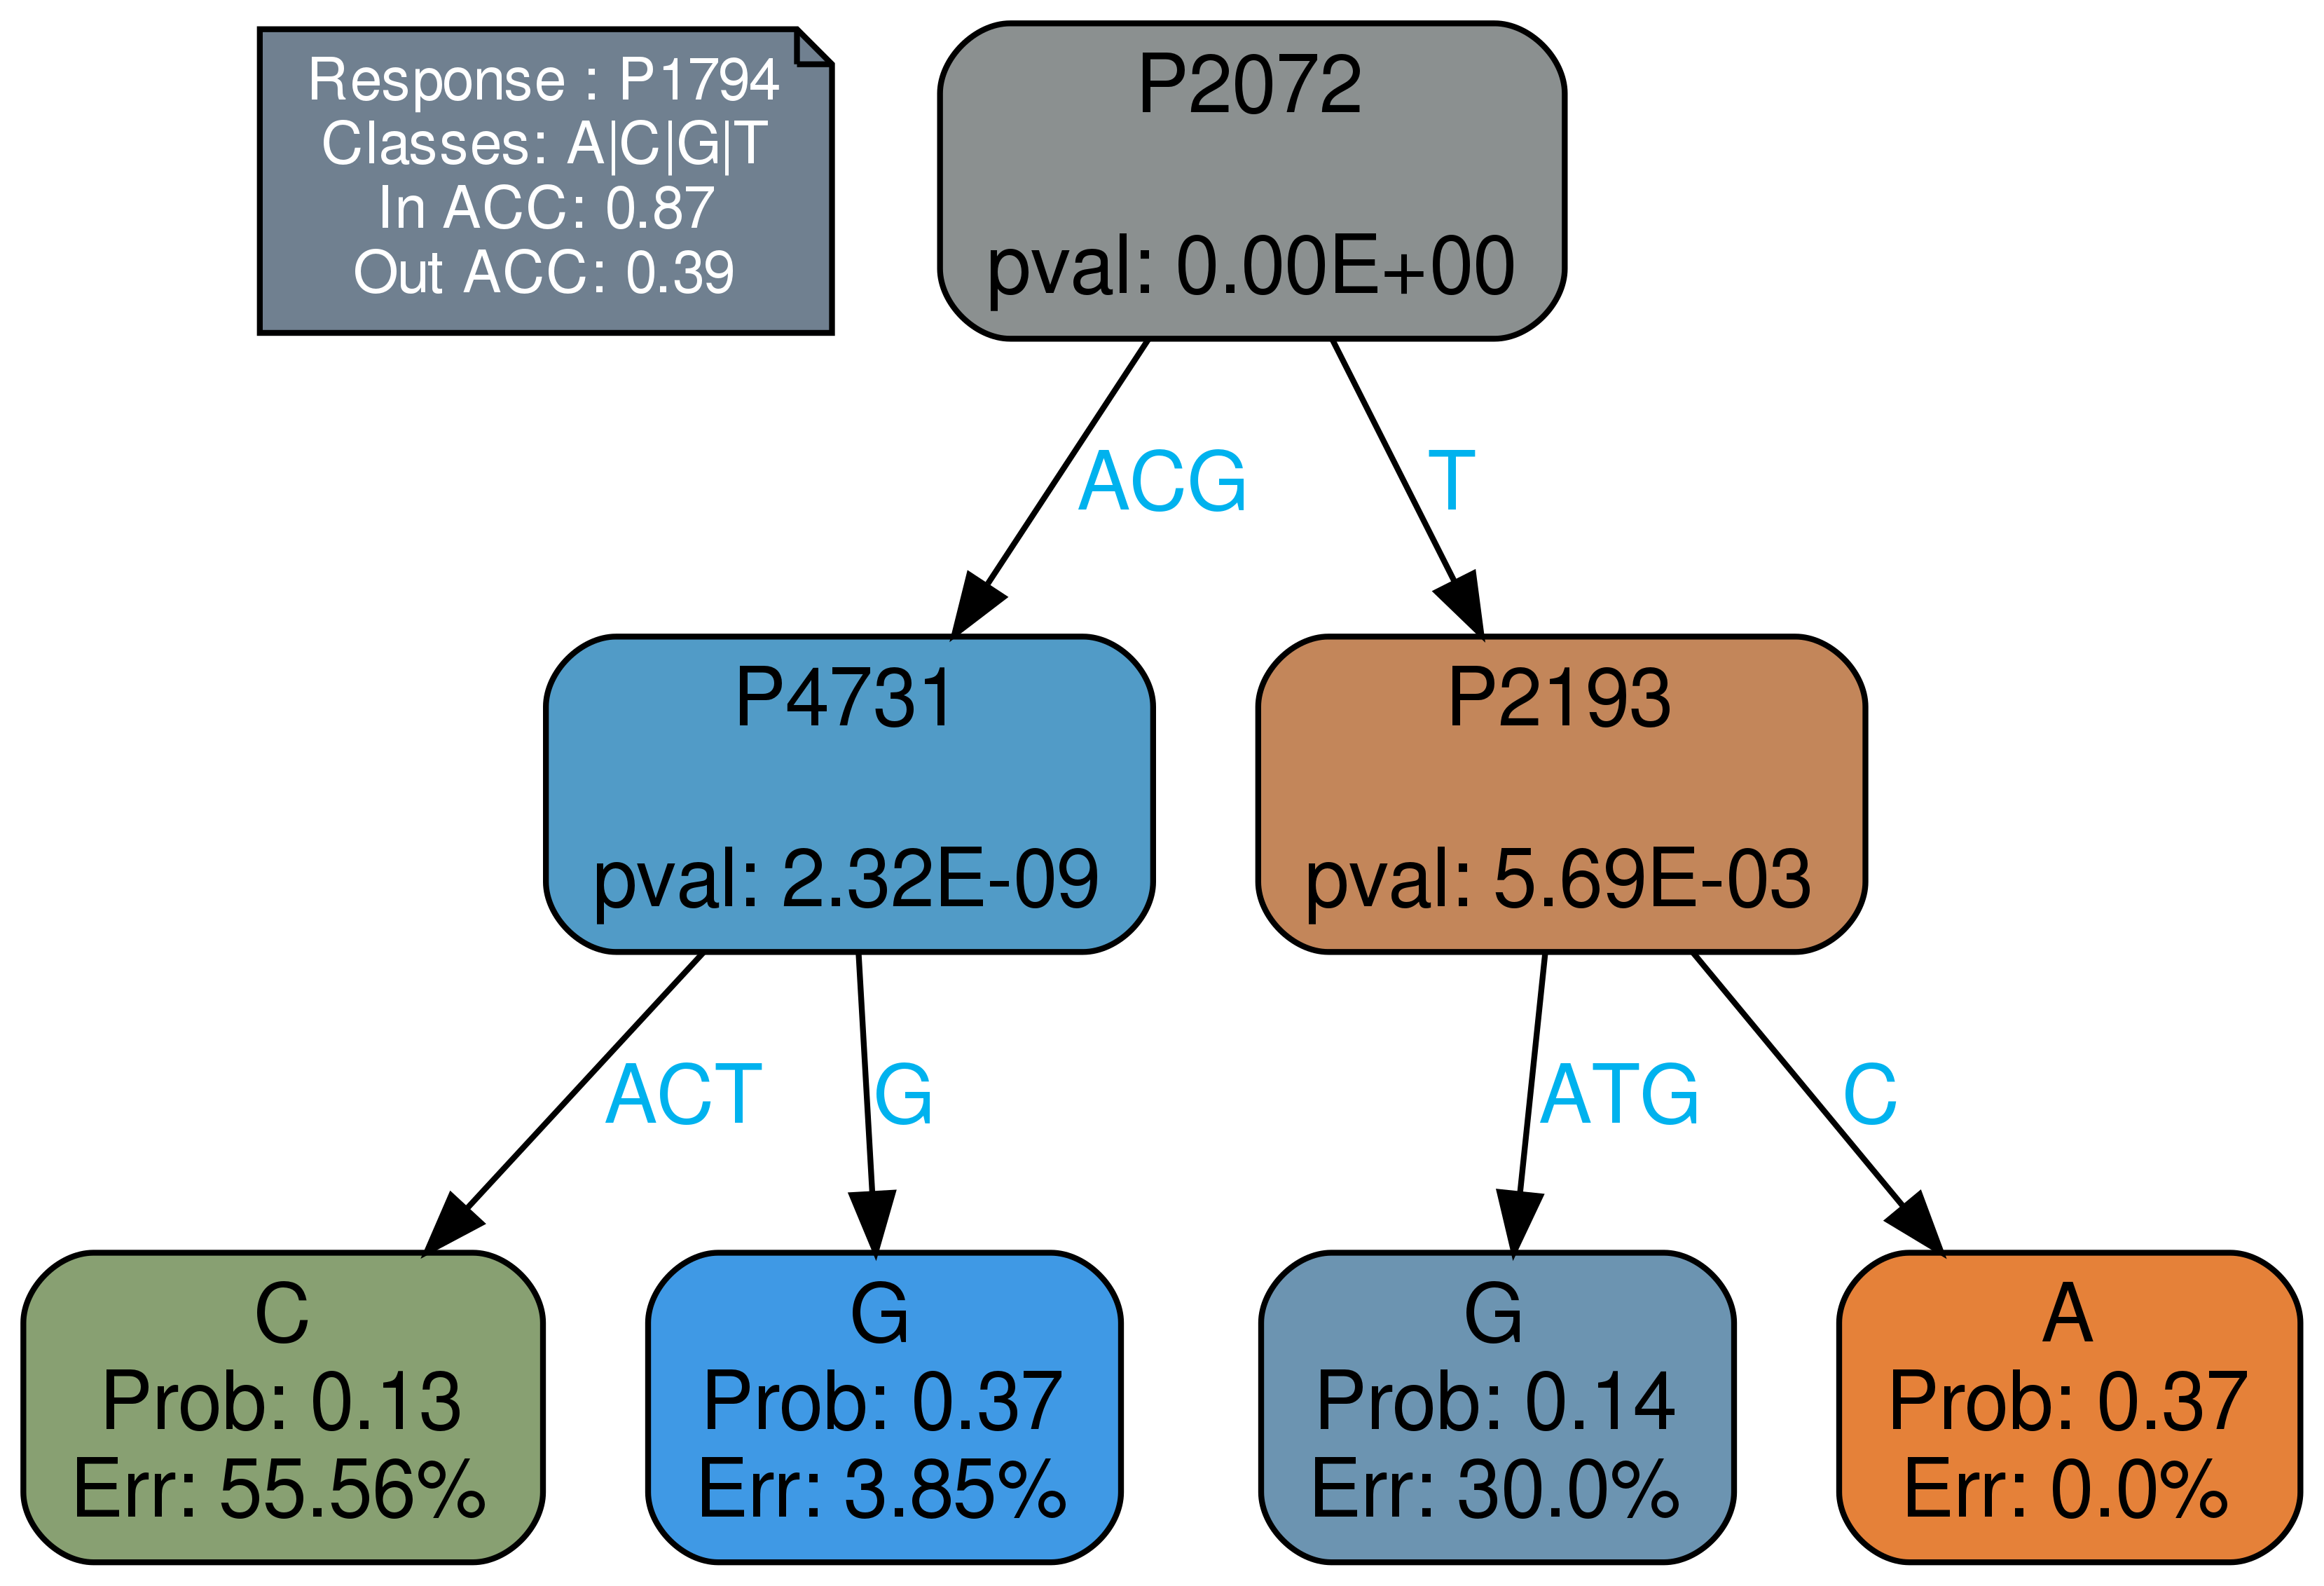 Response : P1794
Classes: A|C|G|T
In ACC: 0.87
Out ACC: 0.39
P2072
pval: 0.00E+00
ACG
T
P4731
pval: 2.32E-09
P2193
pval: 5.69E-03
ACT
G
ATG
C
C
Prob: 0.13
Err: 55.56%
G
Prob: 0.37
Err: 3.85%
G
Prob: 0.14
Err: 30.0%
A
Prob: 0.37
Err: 0.0%